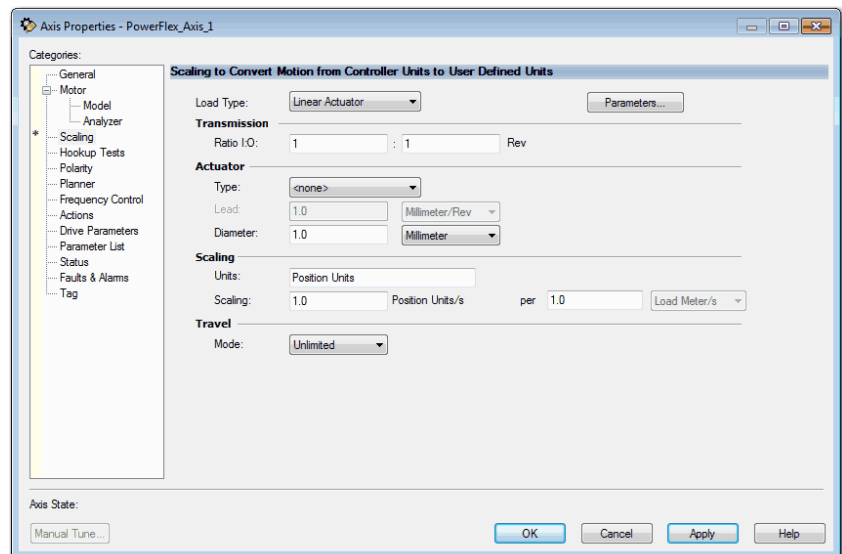 Axis Properties - PowerFlex_Axis_1
Categories:
General
Motor
Model
Analyzer
* Scaling
Hookup Tests
Polarity
Planner
Frequency Control
Actions
Drive Parameters
Parameter List
Status
Faults & Alarms
Tag
Scaling to Convert Motion from Controller Units to User Defined Units
Load Type: Linear Actuator Parameters...
Transmission
Ratio I:O: 1 : 1 Rev
Actuator
Type: <none>
Lead: 1.0 Millimeter/Rev
Diameter: 1.0 Millimeter
Scaling
Units: Position Units
Scaling: 1.0 Position Units/s per 1.0 Load Meter/s
Travel
Mode: Unlimited
Axis State:
Manual Tune... OK Cancel Apply Help